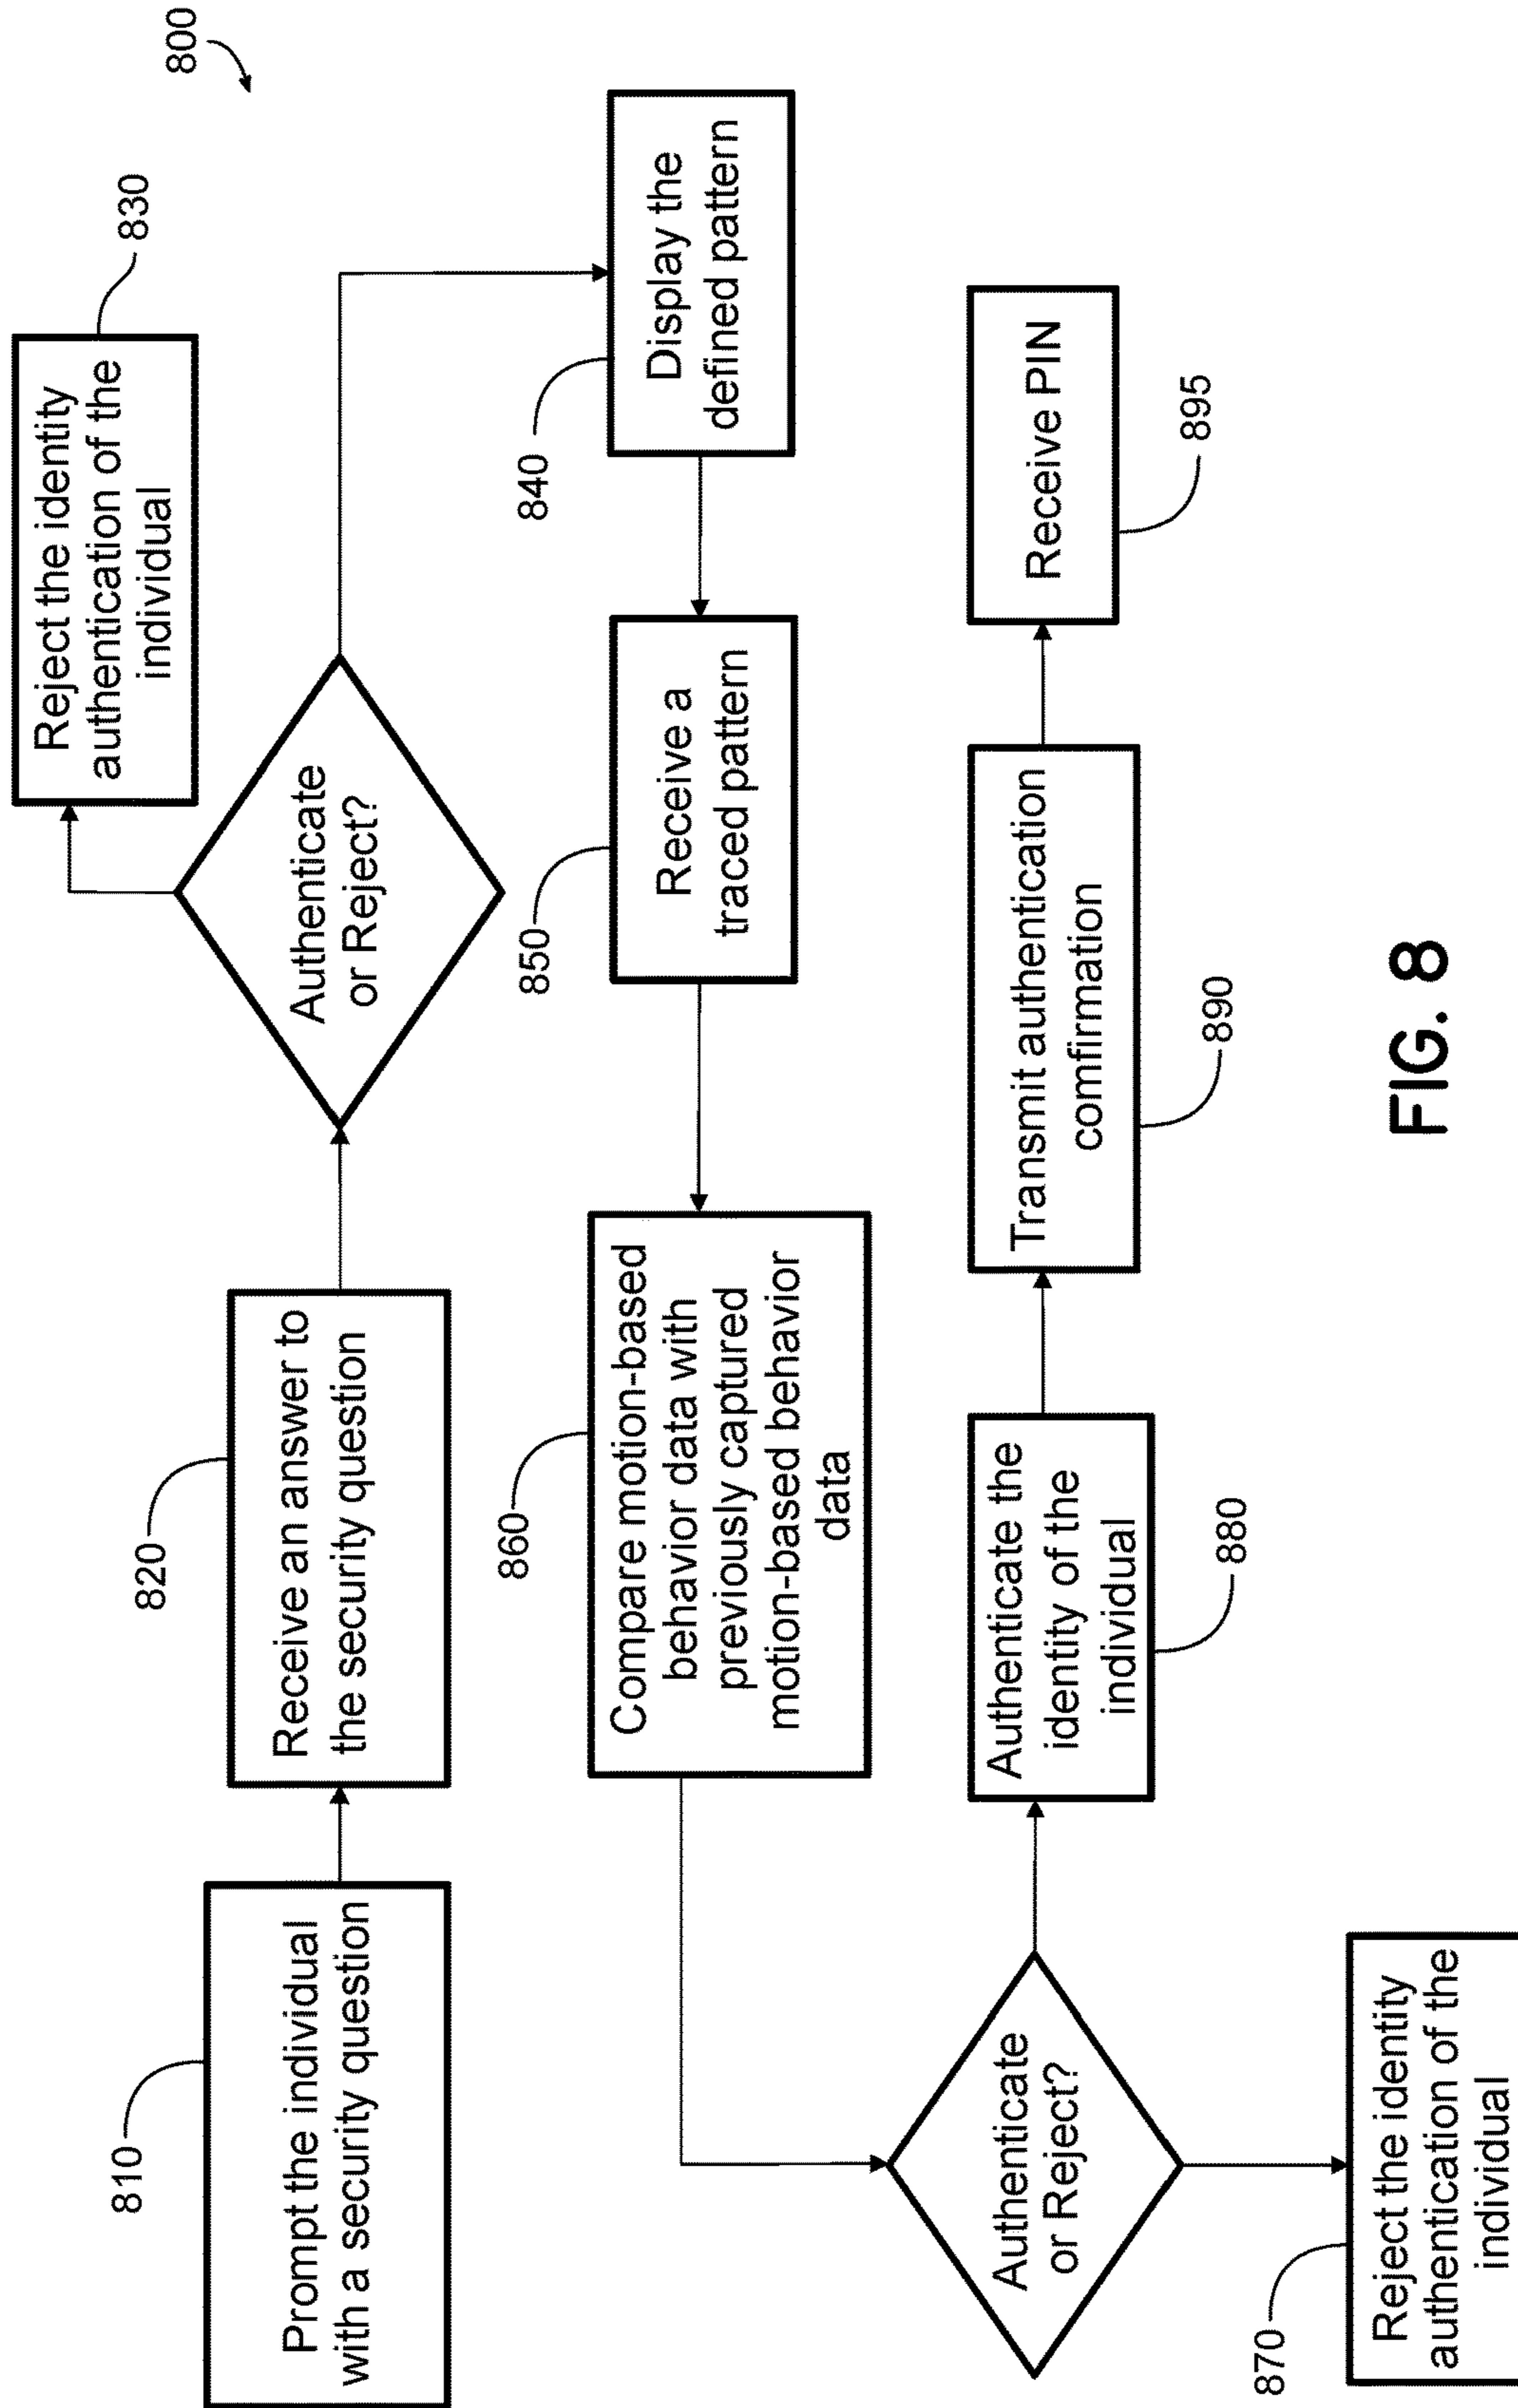 800
810
Prompt the individual
with a security question
820
Receive an answer to
the security question
Authenticate
or Reject?
830
Reject the identity
authentication of the
individual
840
Display the
defined pattern
850
Receive a
traced pattern
860
Compare motion-based
behavior data with
previously captured
motion-based behavior
data
Authenticate
or Reject?
870
Reject the identity
authentication of the
individual
880
Authenticate the
identity of the
individual
890
Transmit authentication
comfirmation
895
Receive PIN
FIG. 8